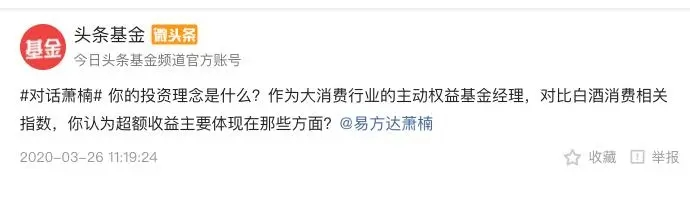 基金
头条基金 微头条
今日头条基金频道官方账号
#对话萧楠# 你的投资理念是什么？作为大消费行业的主动权益基金经理，对比白酒消费相关
指数，你认为超额收益主要体现在那些方面？@易方达萧楠
2020-03-26 11:19:24 收藏 举报